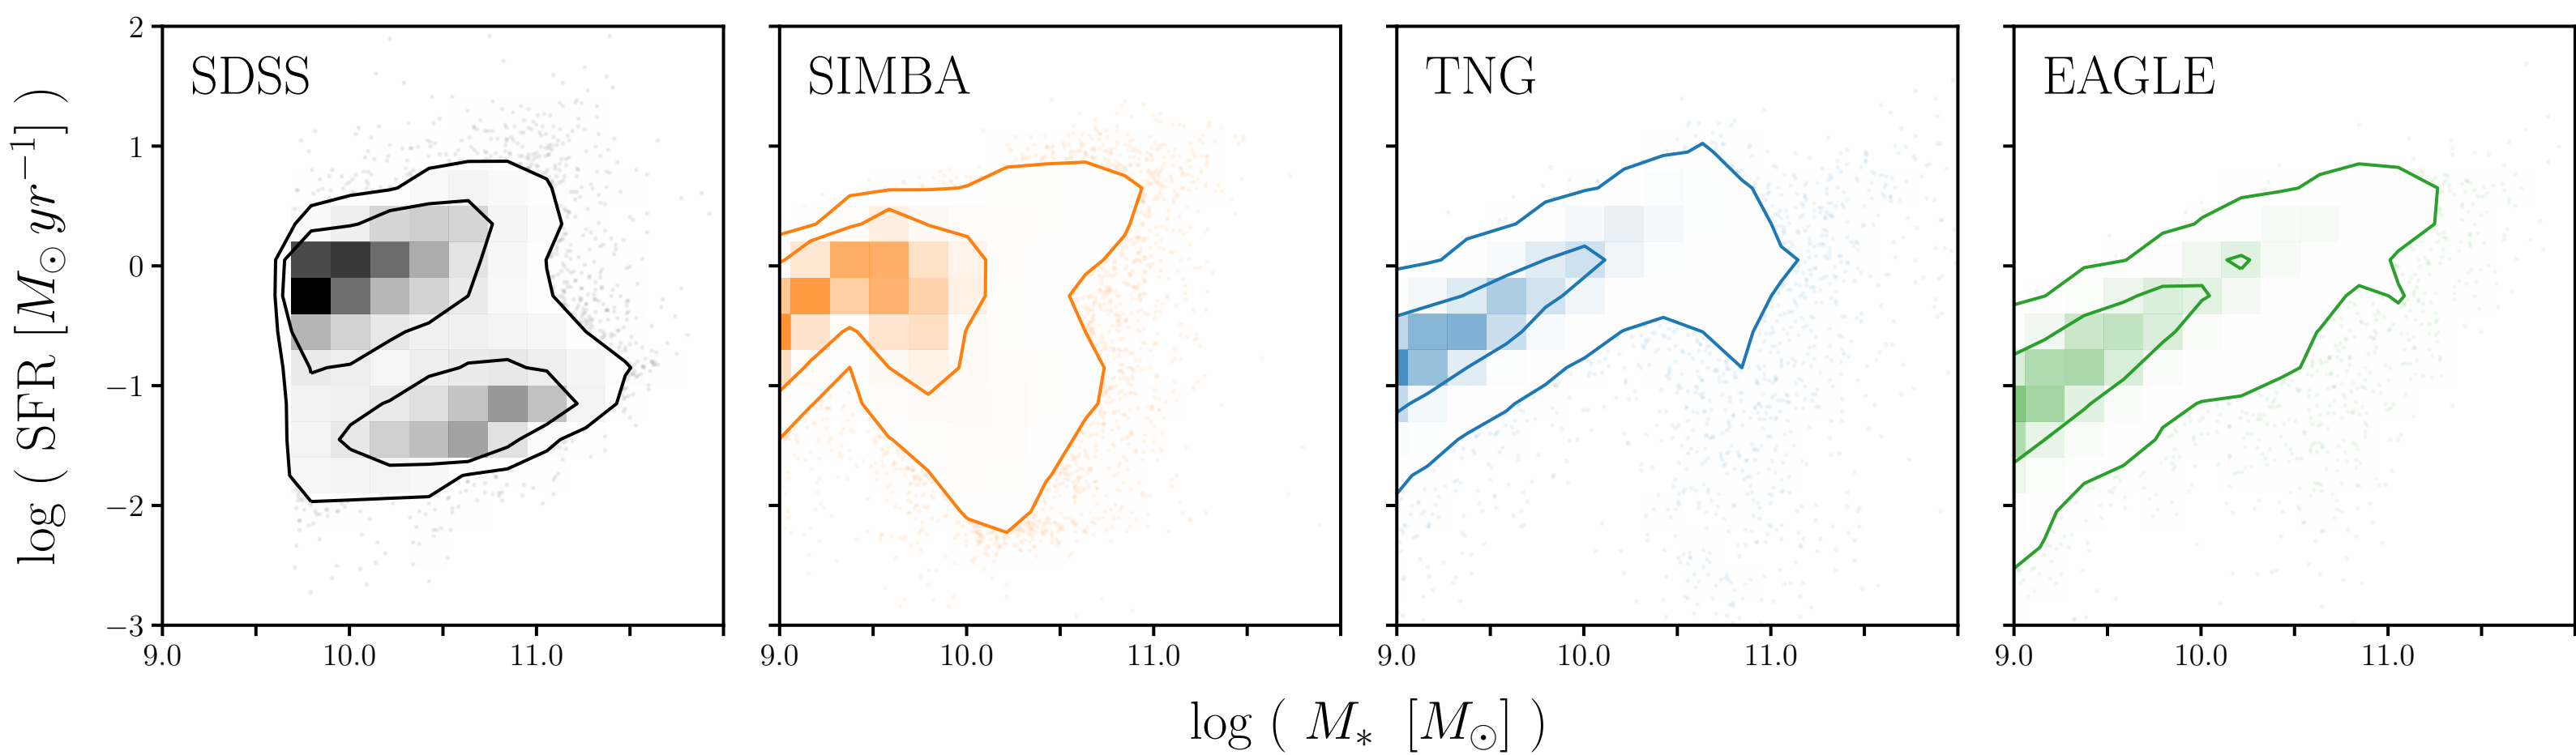 SDSS SIMBA TNG EAGLE
log ( SFR [M⊙ yr⁻¹] )
2
1
0
−1
−2
−3
9.0 10.0 11.0 9.0 10.0 11.0 9.0 10.0 11.0 9.0 10.0 11.0
log ( M* [M⊙] )